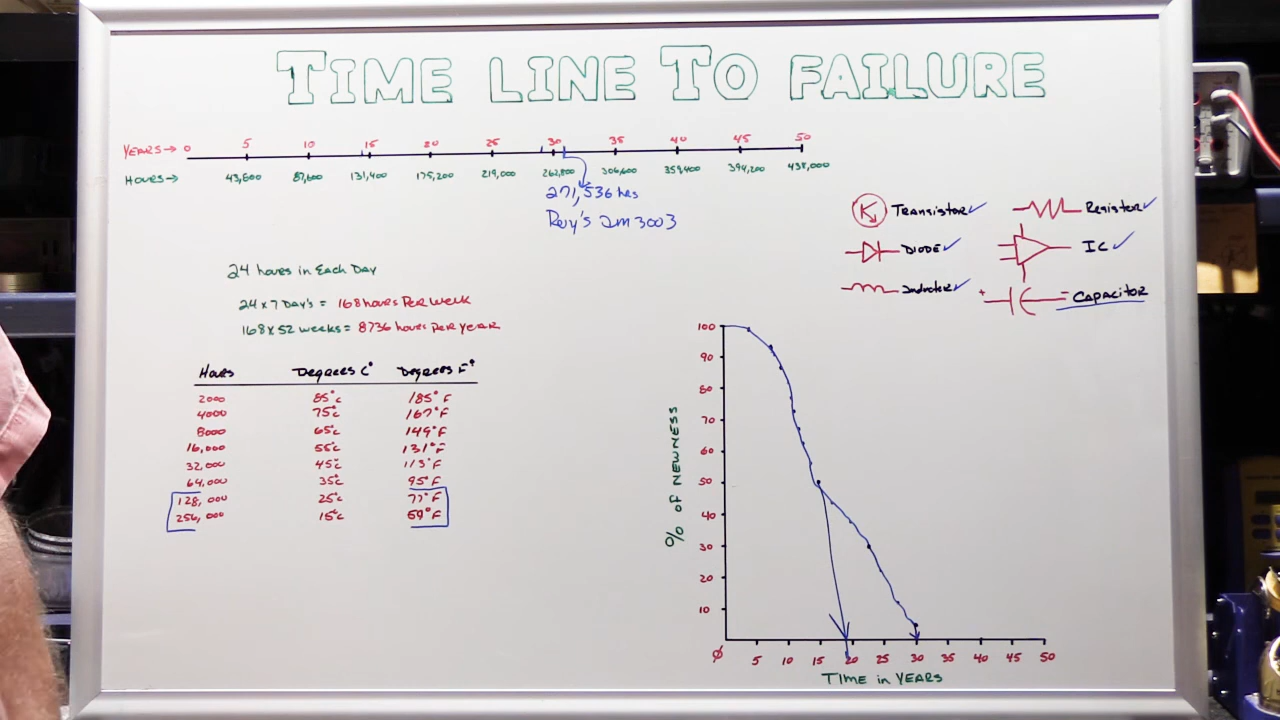 TIME LINE TO FAILURE
YEARS→ 0 5 10 15 20 25 30 35 40 45 50
HOURS→ 43,800 87,600 131,400 175,200 219,000 262,800 306,600 359,400 394,200 438,000
271,536 hrs
2m3003
Transistor✓ Resistor✓
DIODE✓ IC✓
Inductor✓ + - CAPACITOR
24 hours in Each Day
24 x 7 Day's = 168 hours Per Week
168 x 52 weeks = 8736 hours Per Year
Hours Degrees C° Degrees F°
2000 85°c 185°F
4000 75°c 167°F
8000 65°c 149°F
16,000 55°c 131°F
32,000 45°c 113°F
64,000 35°c 95°F
128,000 25°c 77°F
256,000 15°c 59°F
% OF NEWNESS
100
90
80
70
60
50
40
30
20
10
Ø 5 10 15 20 25 30 35 40 45 50
TIME in YEARS